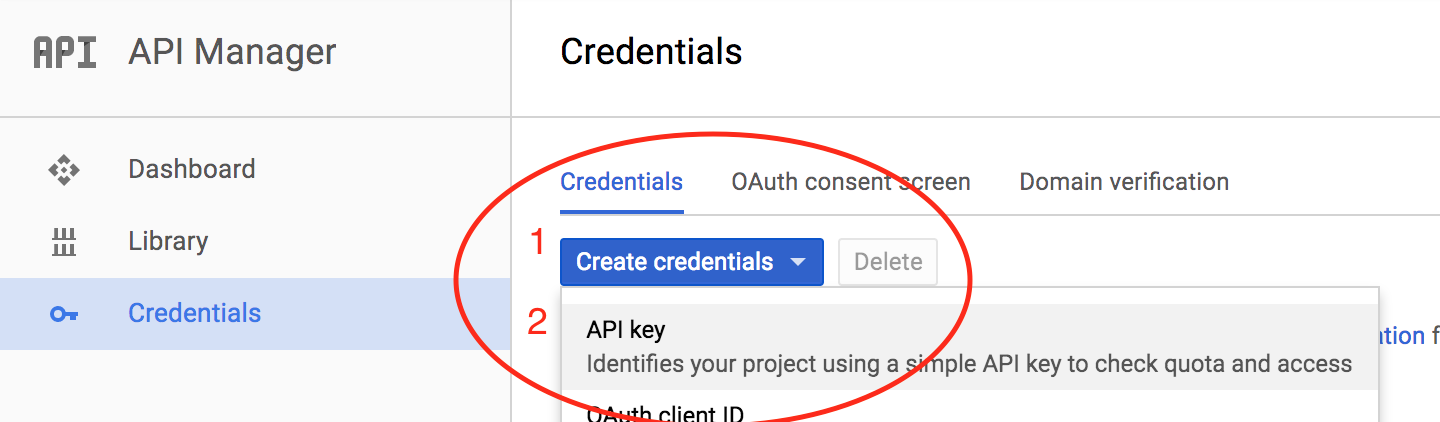 API API Manager
Credentials
Dashboard
Library
Credentials
Credentials OAuth consent screen Domain verification
1 Create credentials Delete
2
API key
Identifies your project using a simple API key to check quota and access
OAuth client ID